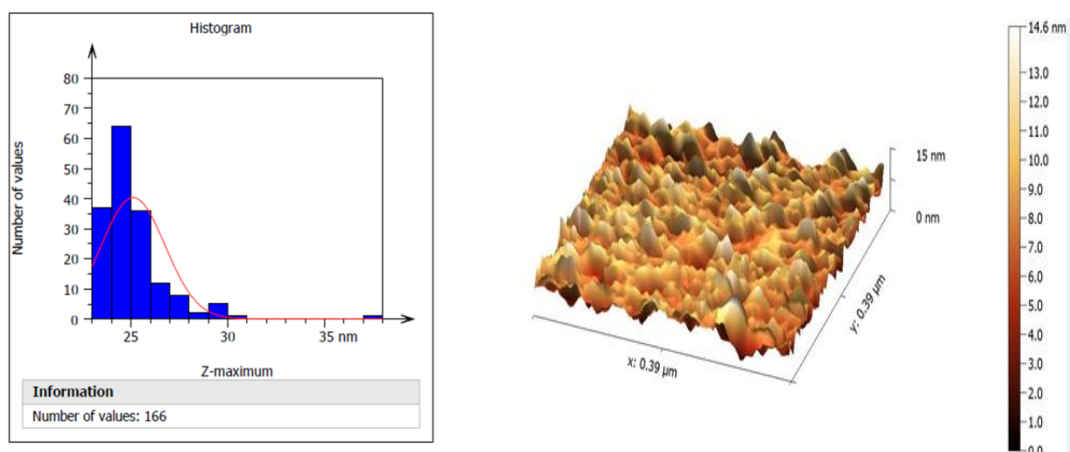 Histogram
Number of values
80
70
60
50
40
30
20
10
0
25
30
35 nm
Z-maximum
Information
Number of values: 166
15 nm
0 nm
x: 0.39 µm
y: 0.39 µm
14.6 nm
13.0
12.0
11.0
10.0
9.0
8.0
7.0
6.0
5.0
4.0
3.0
2.0
1.0
0.0